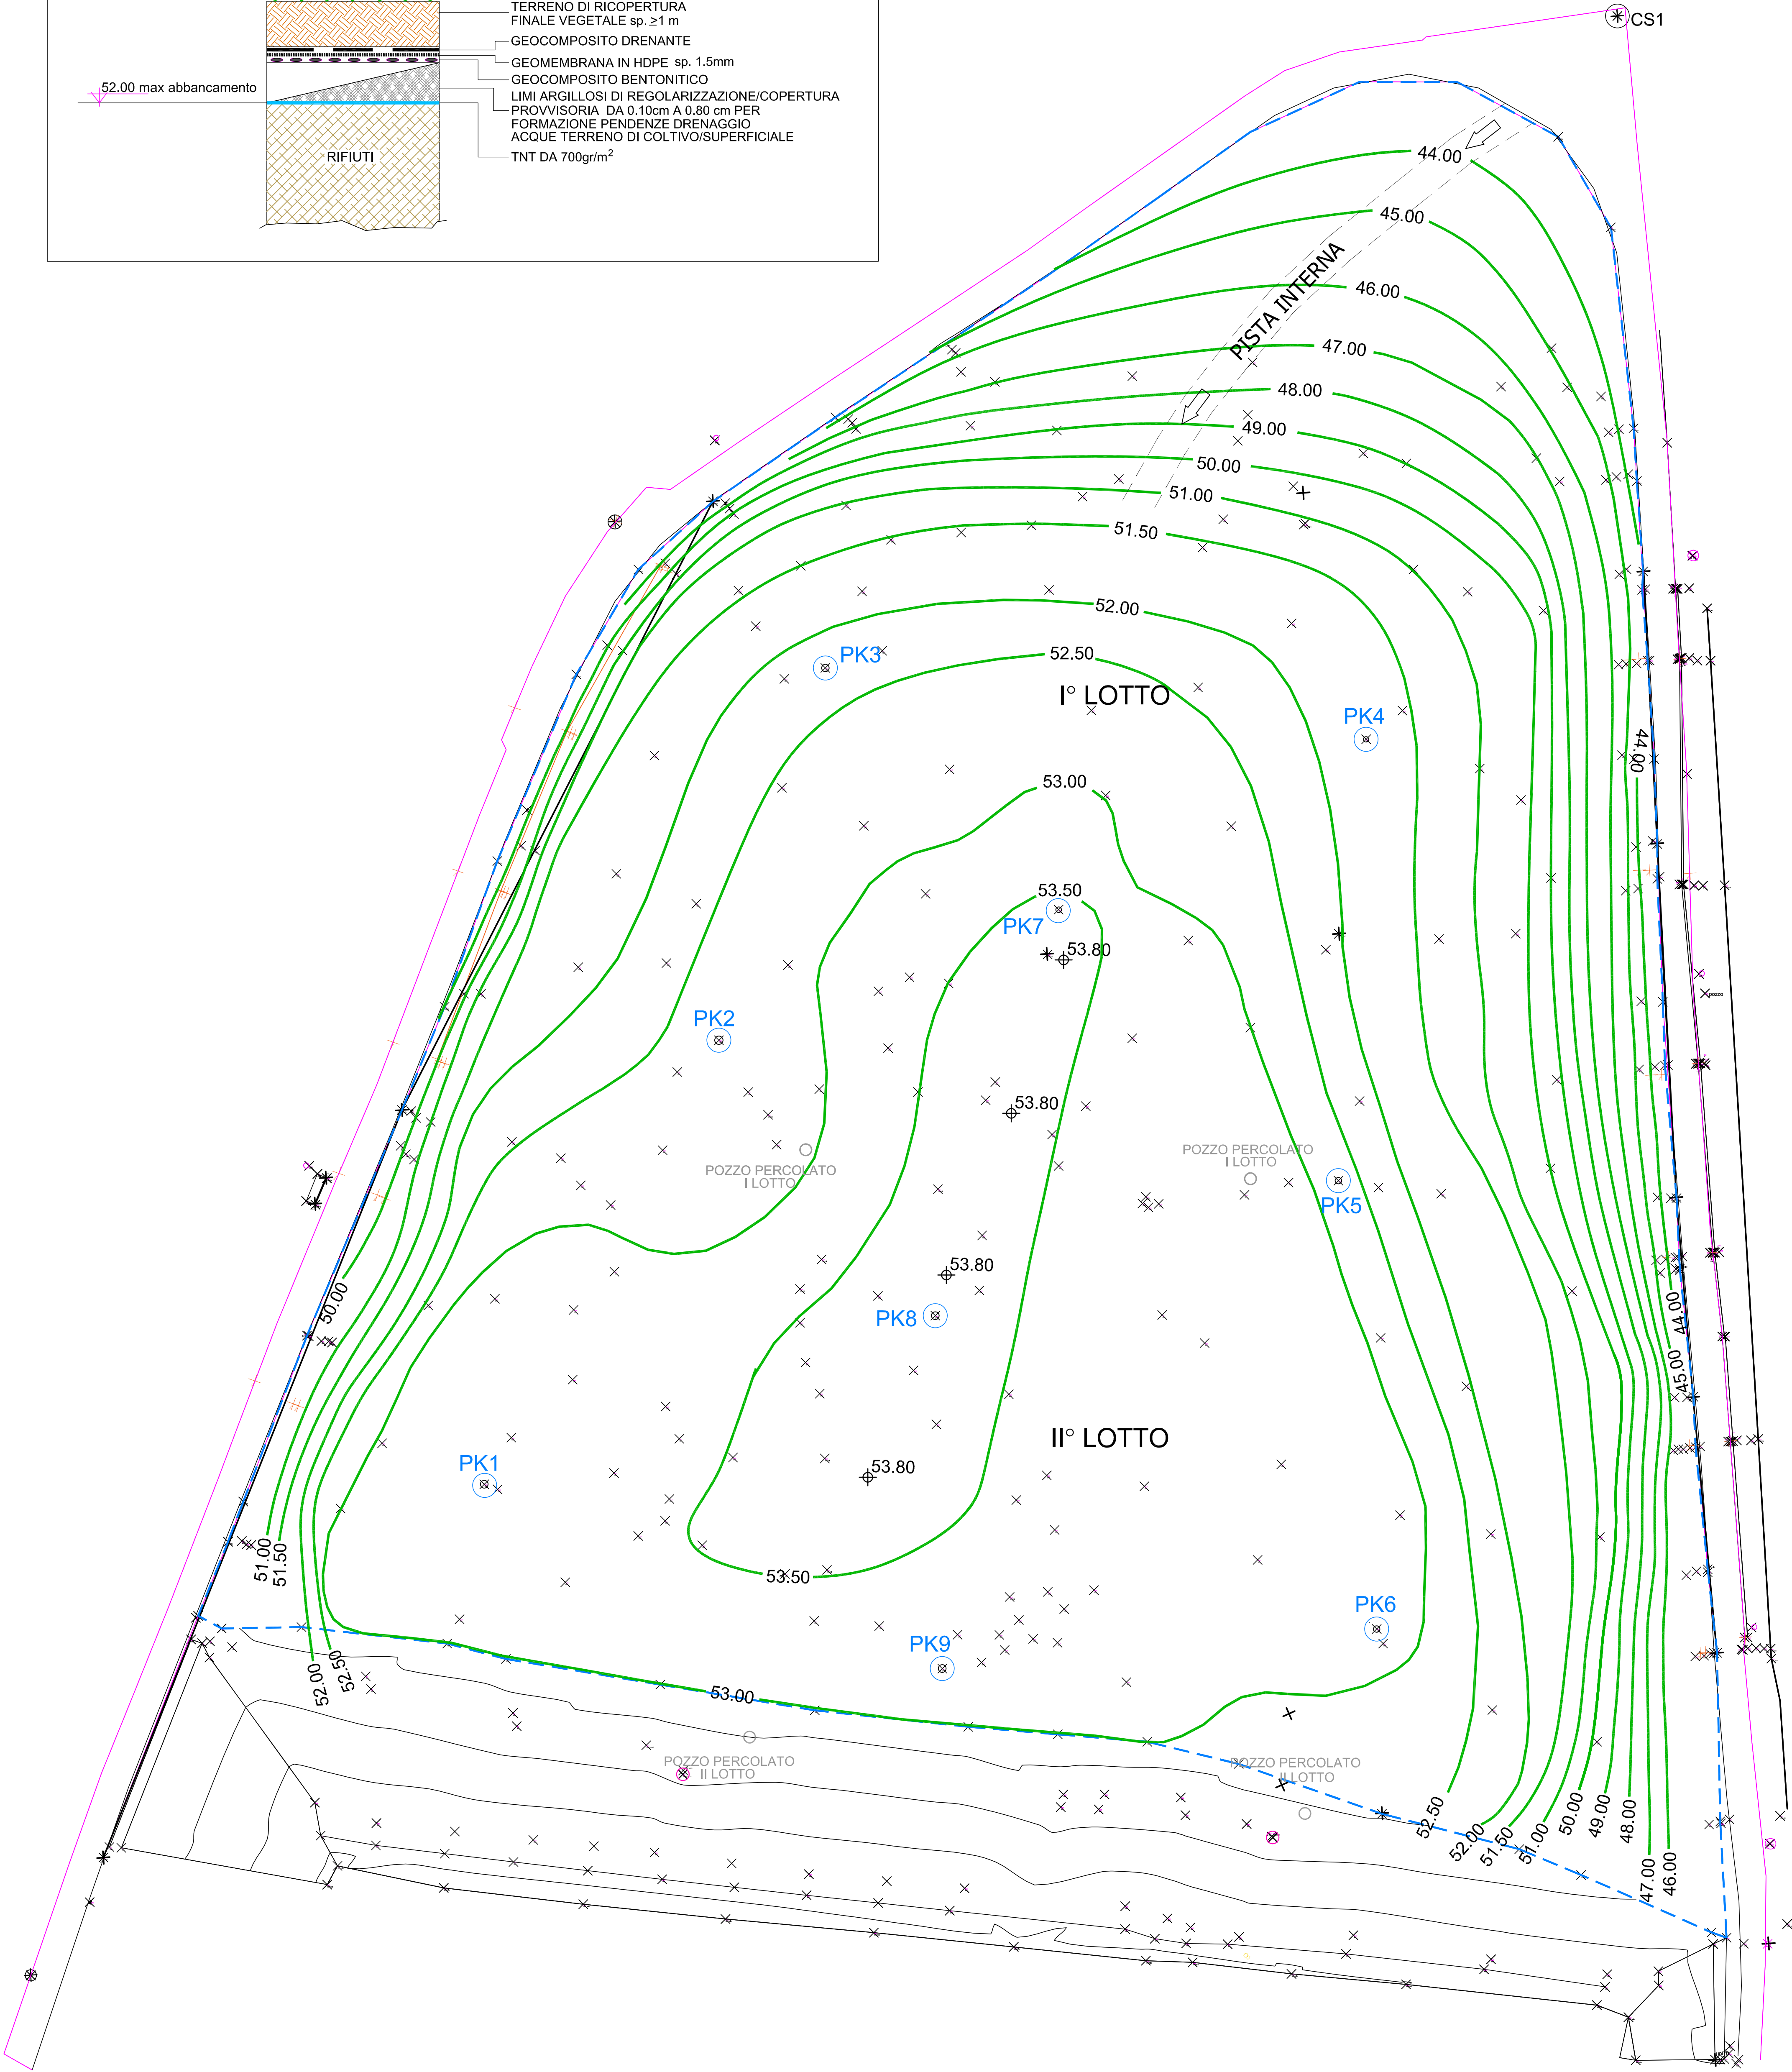 TERRENO DI RICOPERTURA
FINALE VEGETALE sp. ≥1 m
GEOCOMPOSITO DRENANTE
GEOMEMBRANA IN HDPE sp. 1.5mm
GEOCOMPOSITO BENTONITICO
52.00 max abbancamento
LIMI ARGILLOSI DI REGOLARIZZAZIONE/COPERTURA
PROVVISORIA DA 0.10cm A 0.80 cm PER
FORMAZIONE PENDENZE DRENAGGIO
ACQUE TERRENO DI COLTIVO/SUPERFICIALE
RIFIUTI
TNT DA 700gr/m²
CS1
44.00
45.00
PISTA INTERNA
46.00
47.00
48.00
49.00
50.00
51.00
51.50
52.00
52.50
PK3
I° LOTTO
PK4
44.00
53.00
53.50
PK7
53.80
pozzo
PK2
53.80
POZZO PERCOLATO
I LOTTO
POZZO PERCOLATO
I LOTTO
PK5
53.80
50.00
44.00
PK8
45.00
II° LOTTO
PK1
53.80
51.00
51.50
53.50
PK6
PK9
52.00
52.50
53.00
POZZO PERCOLATO
II LOTTO
POZZO PERCOLATO
II LOTTO
52.50
52.00
51.50
51.00
50.00
49.00
48.00
47.00
46.00